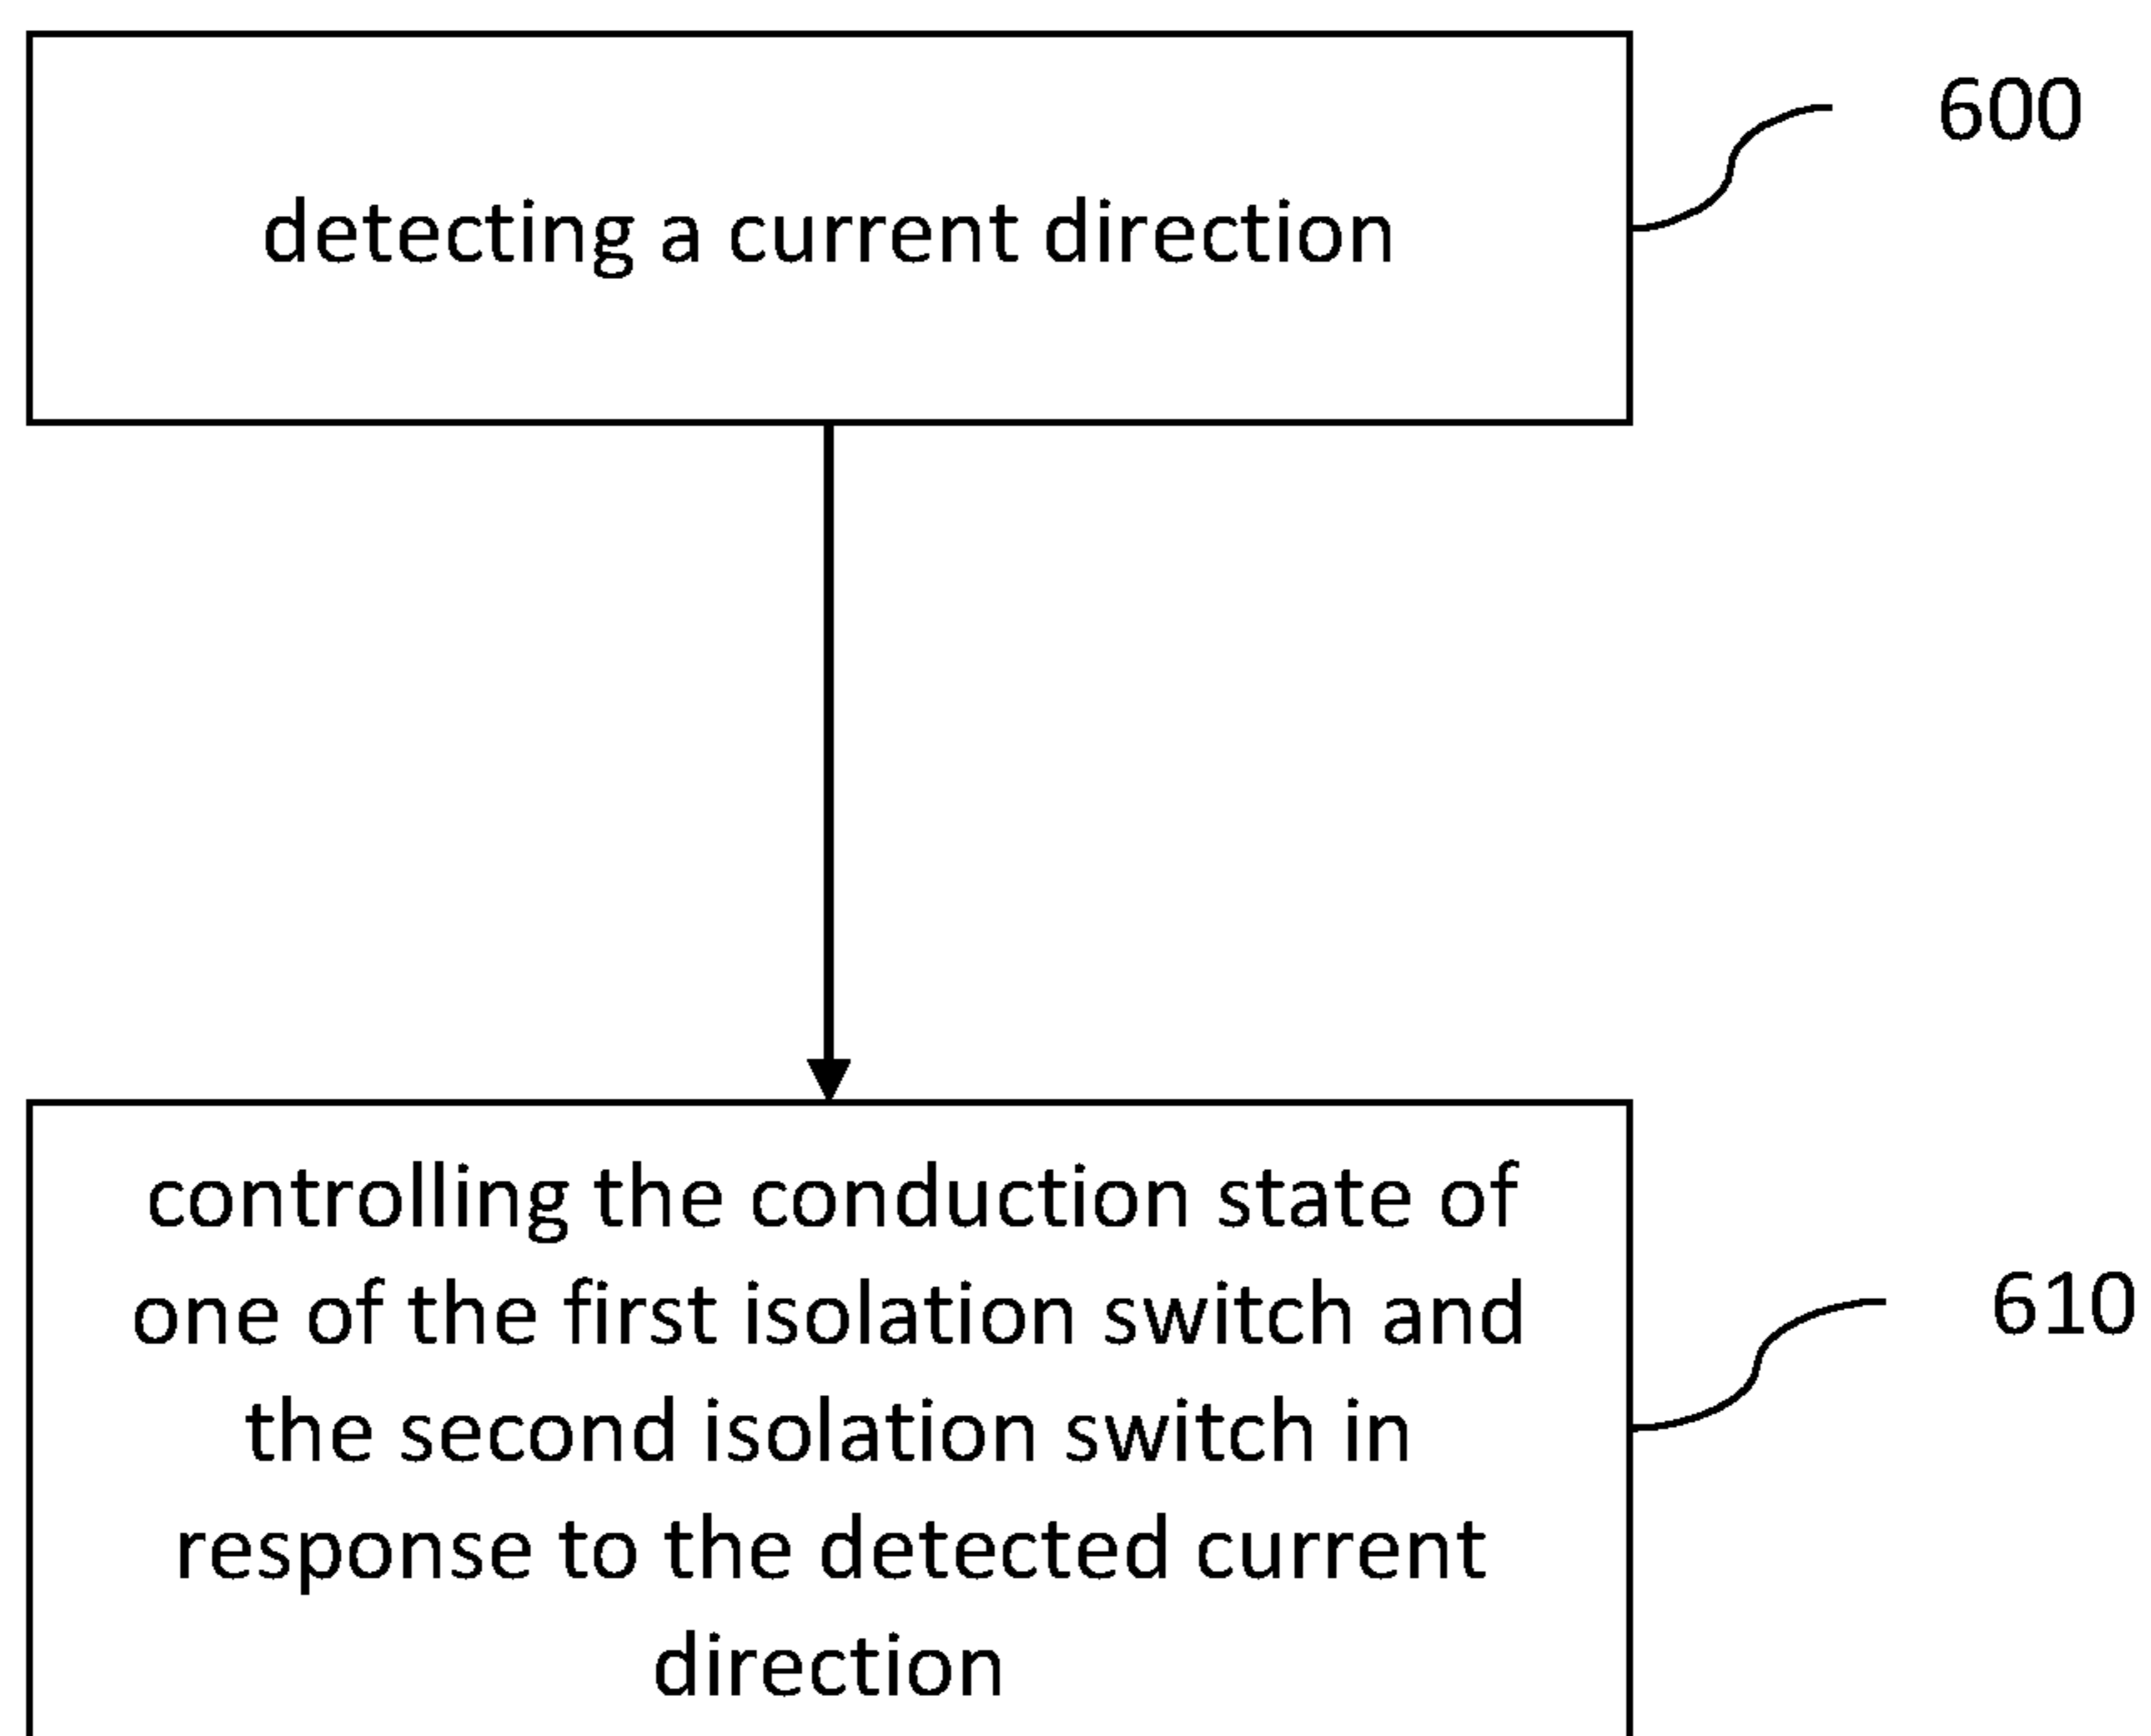 600
detecting a current direction
controlling the conduction state of
one of the first isolation switch and
610
the second isolation switch in
response to the detected current
direction